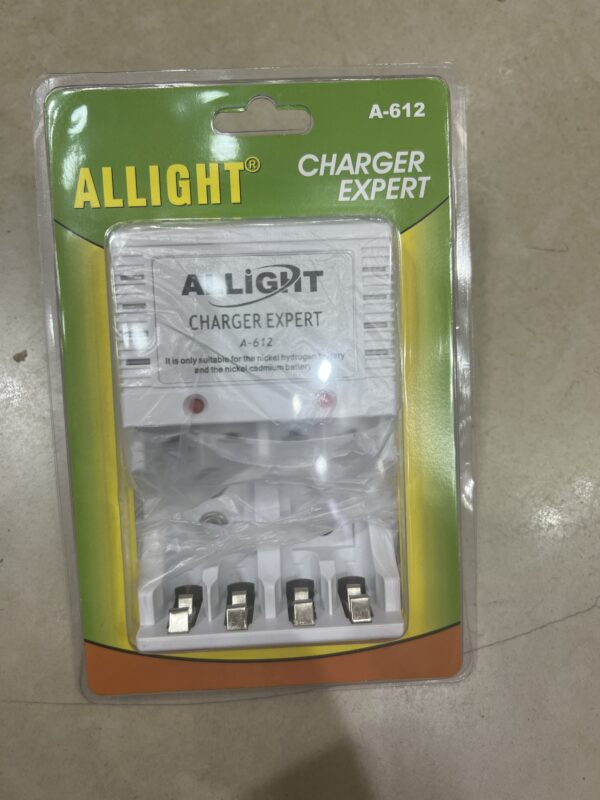 A-612
ALLIGHT®
CHARGER
EXPERT
ALLiGHT
CHARGER EXPERT
A-612
It is only suitable for the nickel hydrogen battery
and the nickel cadmium battery